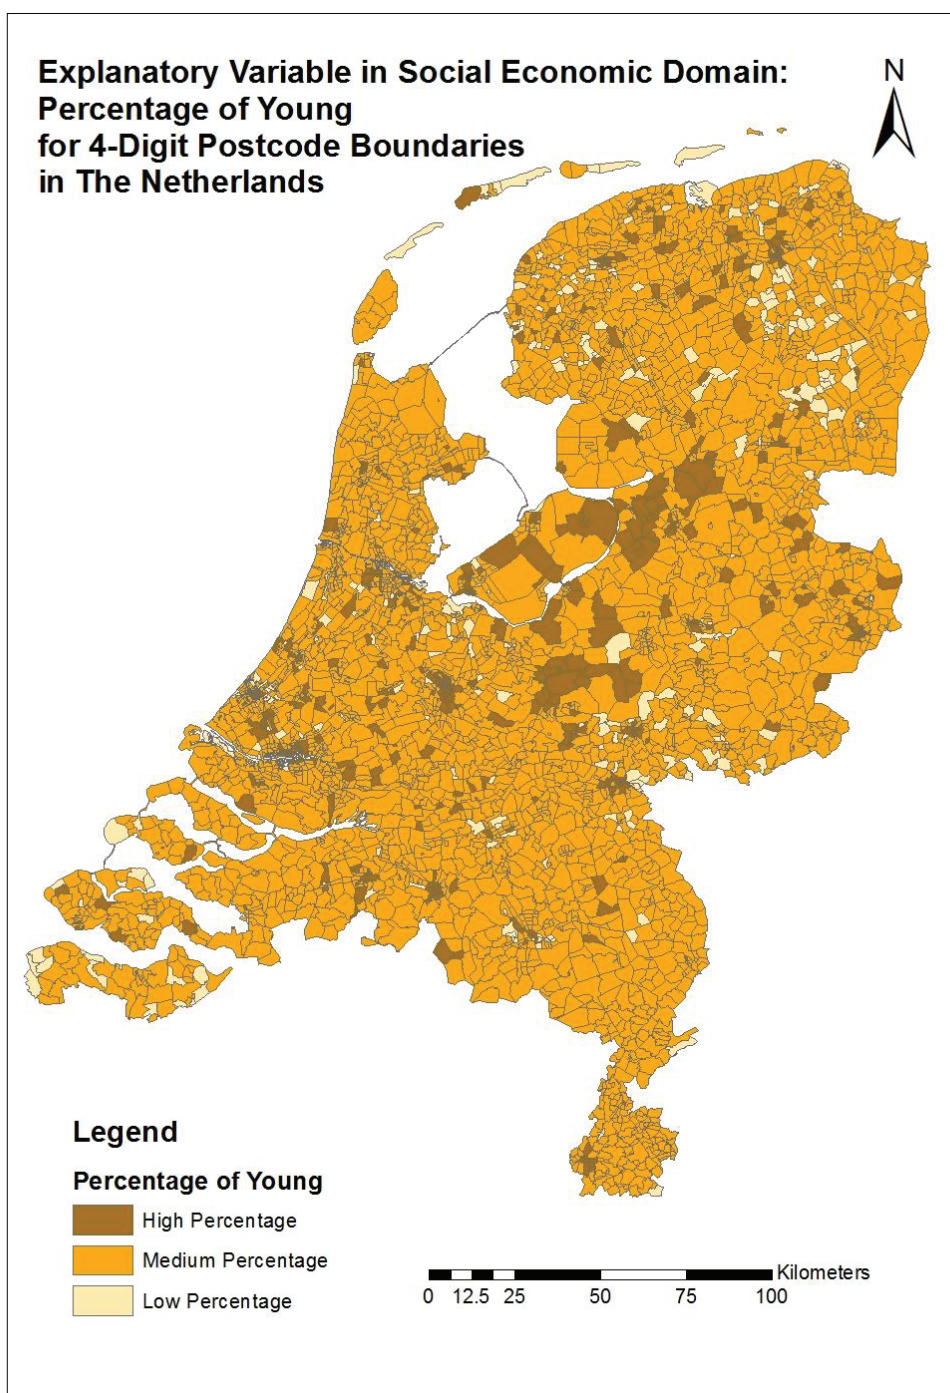 Explanatory Variable in Social Economic Domain:
Percentage of Young
for 4-Digit Postcode Boundaries
in The Netherlands
N
Legend
Percentage of Young
High Percentage
Medium Percentage
Low Percentage
Kilometers
0 12.5 25 50 75 100